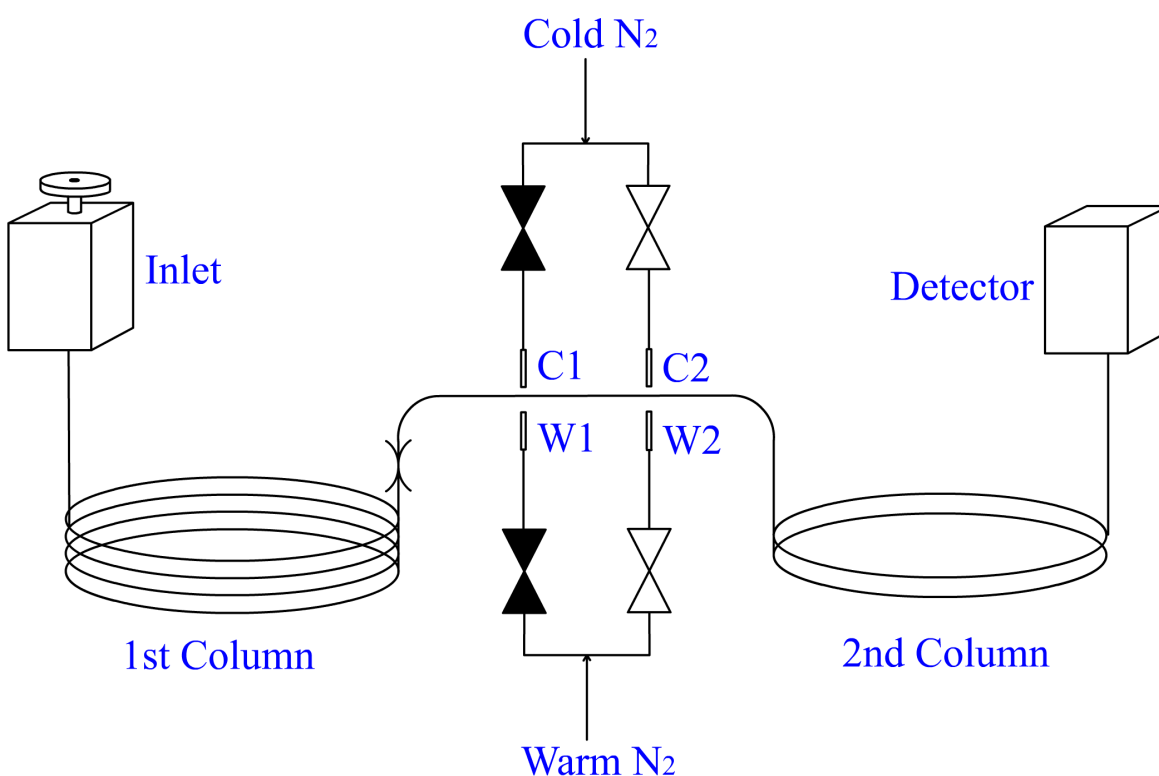 Cold N₂
Inlet
Detector
C1
C2
W1
W2
1st Column
2nd Column
Warm N₂